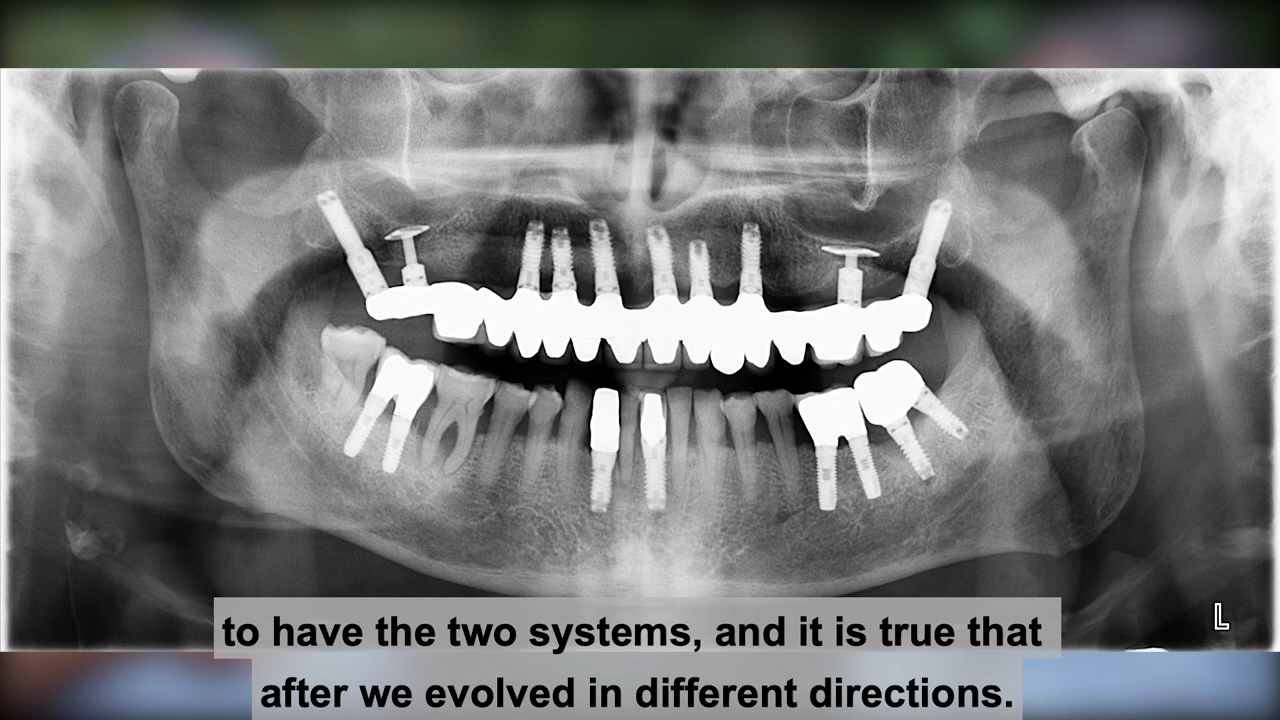 L
to have the two systems, and it is true that
after we evolved in different directions.